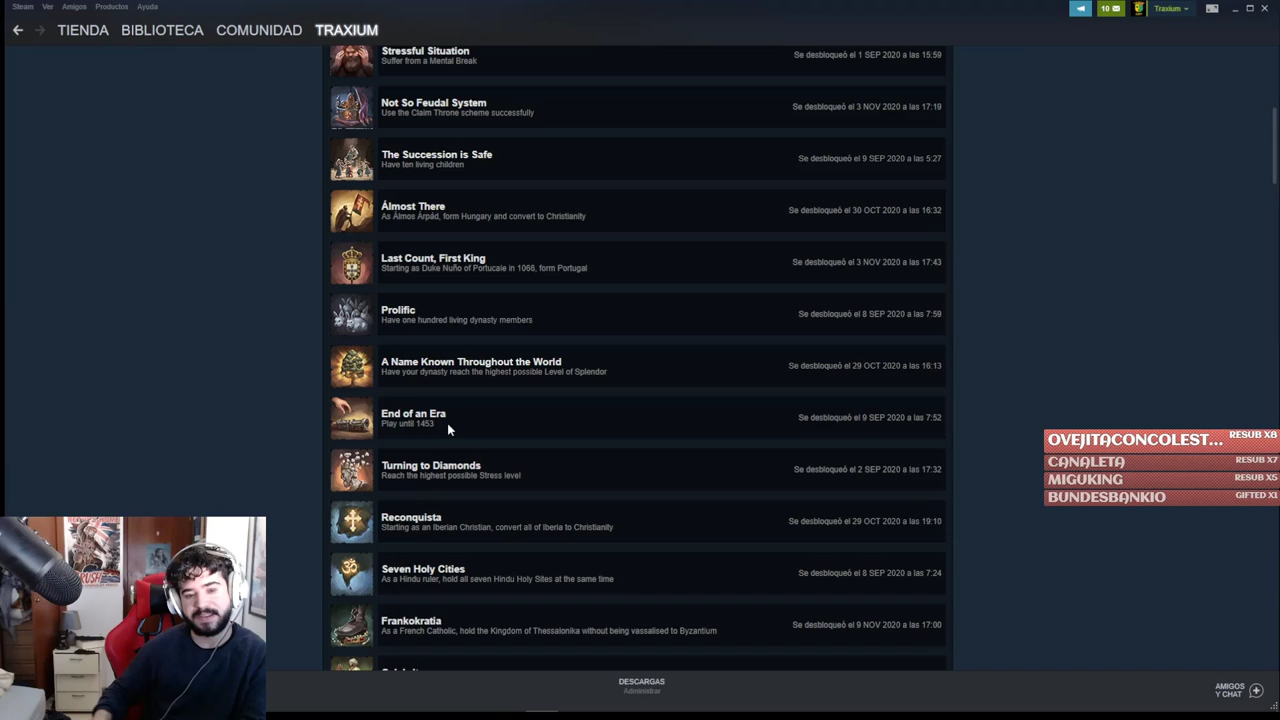 Steam Ver Amigos Productos Ayuda
10 Traxium
TIENDA BIBLIOTECA COMUNIDAD TRAXIUM
Stressful Situation
Suffer from a Mental Break
Se desbloqueó el 1 SEP 2020 a las 15:59
Not So Feudal System
Use the Claim Throne scheme successfully
Se desbloqueó el 3 NOV 2020 a las 17:19
The Succession is Safe
Have ten living children
Se desbloqueó el 9 SEP 2020 a las 5:27
Álmost There
As Álmos Árpád, form Hungary and convert to Christianity
Se desbloqueó el 30 OCT 2020 a las 16:32
Last Count, First King
Starting as Duke Nuño of Portucale in 1066, form Portugal
Se desbloqueó el 3 NOV 2020 a las 17:43
Prolific
Have one hundred living dynasty members
Se desbloqueó el 8 SEP 2020 a las 7:59
A Name Known Throughout the World
Have your dynasty reach the highest possible Level of Splendor
Se desbloqueó el 29 OCT 2020 a las 16:13
End of an Era
Play until 1453
Se desbloqueó el 9 SEP 2020 a las 7:52
Turning to Diamonds
Reach the highest possible Stress level
Se desbloqueó el 2 SEP 2020 a las 17:32
Reconquista
Starting as an Iberian Christian, convert all of Iberia to Christianity
Se desbloqueó el 29 OCT 2020 a las 19:10
Seven Holy Cities
As a Hindu ruler, hold all seven Hindu Holy Sites at the same time
Se desbloqueó el 8 SEP 2020 a las 7:24
Frankokratia
As a French Catholic, hold the Kingdom of Thessalonika without being vassalised to Byzantium
Se desbloqueó el 9 NOV 2020 a las 17:00
OVEJITACONCOLEST... RESUB X8
CANALETA RESUB X7
MIGUKING RESUB X5
BUNDESBANKIO GIFTED X1
DESCARGAS
Administrar
AMIGOS
Y CHAT